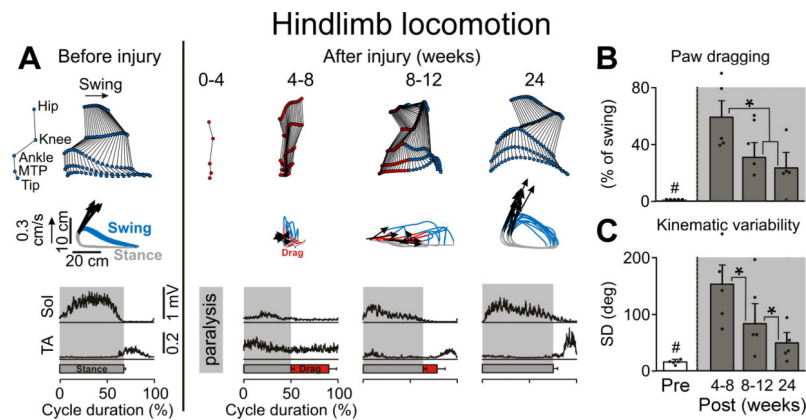 Hindlimb locomotion
A
Before injury
After injury (weeks)
Swing
0-4
4-8
8-12
24
Hip
Knee
Ankle
MTP
Tip
0.3
cm/s
10 cm
20 cm
Swing
Stance
Drag
Sol
1 mV
TA
0.2
paralysis
Stance
Drag
0
50
100
Cycle duration (%)
0
50
100
Cycle duration (%)
B
Paw dragging
(% of swing)
80
40
0
#
*
C
Kinematic variability
SD (deg)
200
100
0
#
*
*
Pre
4-8
8-12
24
Post (weeks)